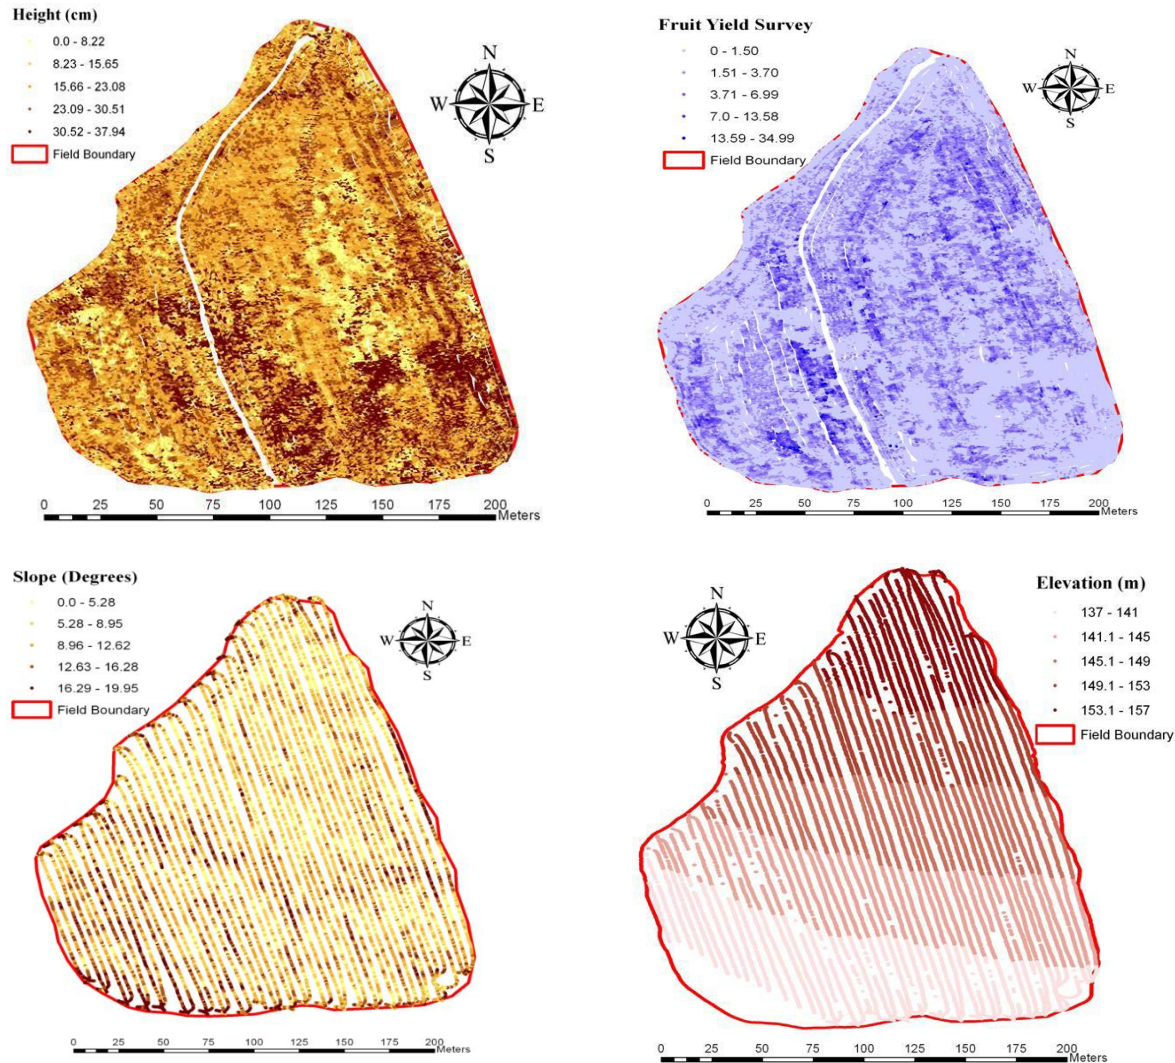 Height (cm)
0.0 - 8.22
8.23 - 15.65
15.66 - 23.08
23.09 - 30.51
30.52 - 37.94
Field Boundary
N
W E
S
0 25 50 75 100 125 150 175 200
Meters
Fruit Yield Survey
0 - 1.50
1.51 - 3.70
3.71 - 6.99
7.0 - 13.58
13.59 - 34.99
Field Boundary
N
W E
S
0 25 50 75 100 125 150 175 200
Meters
Slope (Degrees)
0.0 - 5.28
5.28 - 8.95
8.96 - 12.62
12.63 - 16.28
16.29 - 19.95
Field Boundary
N
W E
S
0 25 50 75 100 125 150 175 200
Meters
N
W E
S
Elevation (m)
137 - 141
141.1 - 145
145.1 - 149
149.1 - 153
153.1 - 157
Field Boundary
0 25 50 75 100 125 150 175 200
Meters